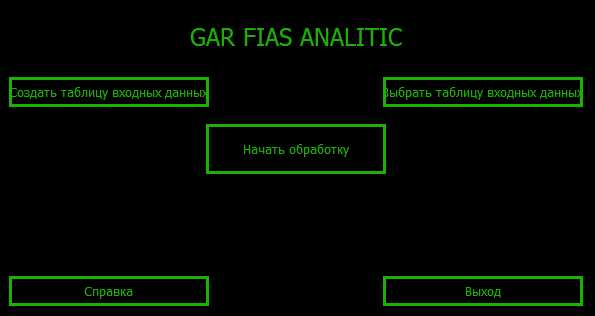 GAR FIAS ANALITIC
Создать таблицу входных данных
Выбрать таблицу входных данных
Начать обработку
Справка
Выход